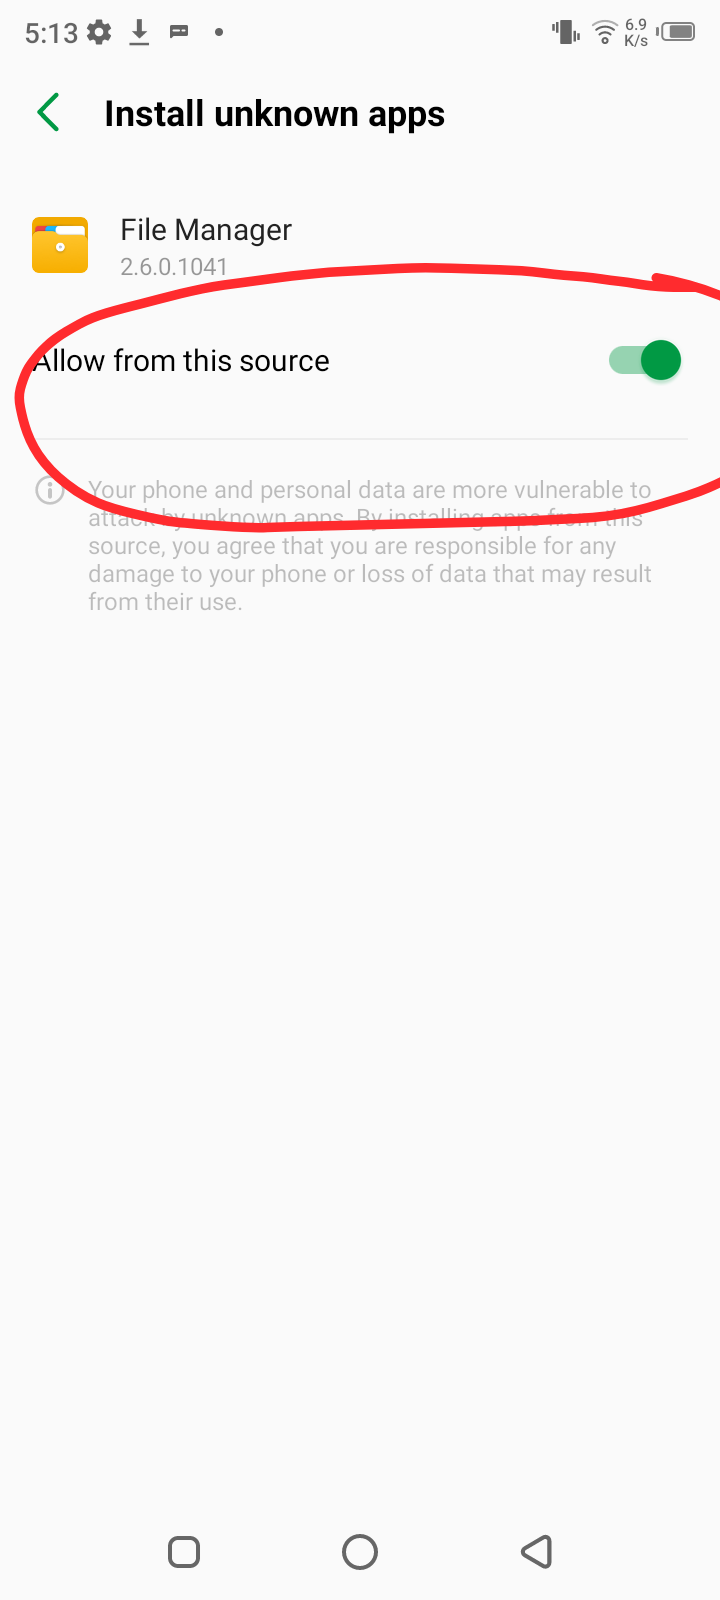 5:13
6.9
K/s
Install unknown apps
File Manager
2.6.0.1041
Allow from this source
Your phone and personal data are more vulnerable to
attack by unknown apps. By installing apps from this
source, you agree that you are responsible for any
damage to your phone or loss of data that may result
from their use.